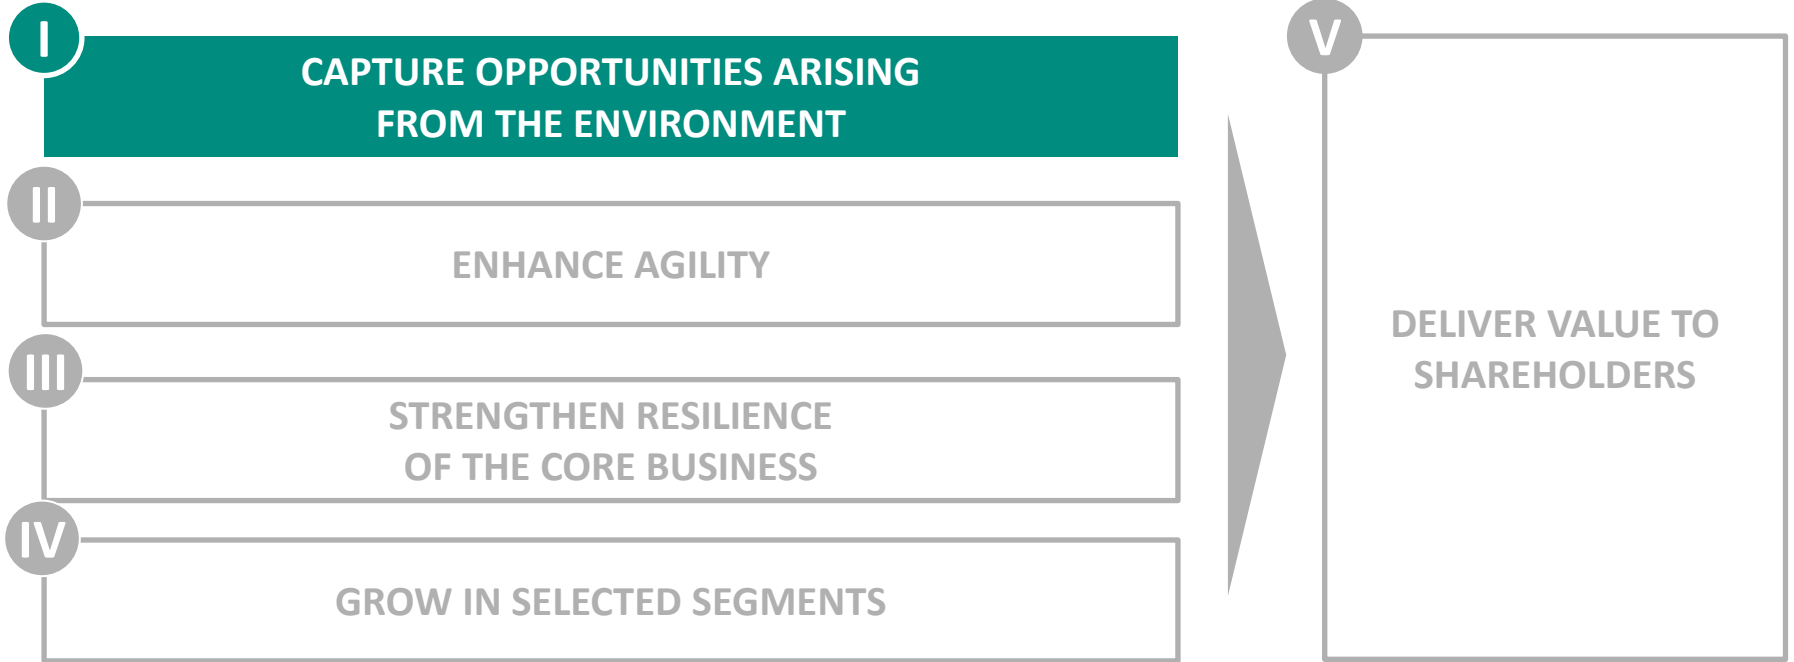 I
CAPTURE OPPORTUNITIES ARISING
FROM THE ENVIRONMENT
II
ENHANCE AGILITY
III
STRENGTHEN RESILIENCE
OF THE CORE BUSINESS
IV
GROW IN SELECTED SEGMENTS
V
DELIVER VALUE TO
SHAREHOLDERS